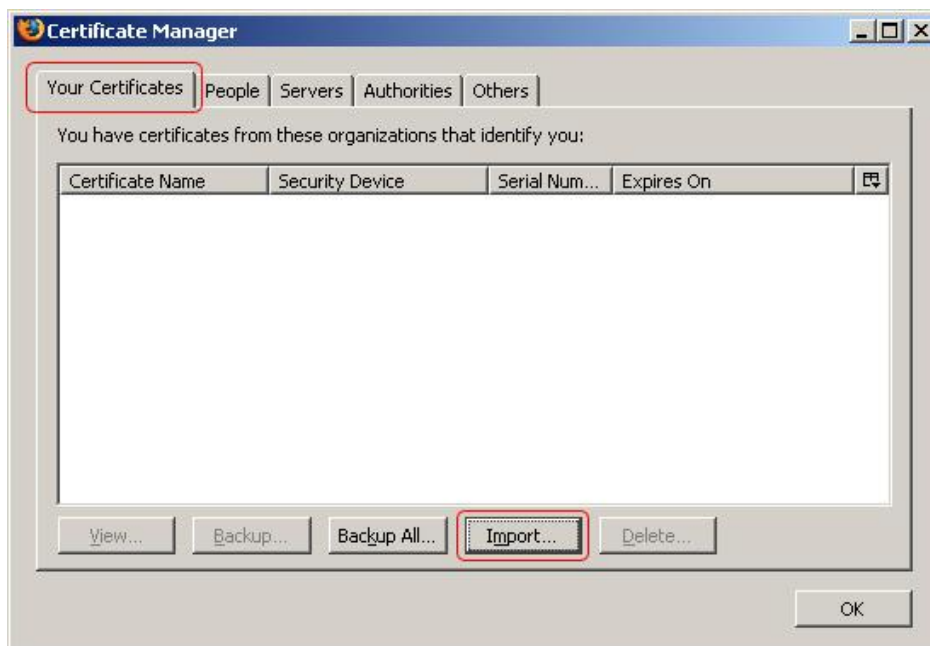 Certificate Manager
Your Certificates People Servers Authorities Others
You have certificates from these organizations that identify you:
Certificate Name Security Device Serial Num... Expires On
View... Backup... Backup All... Import... Delete...
OK